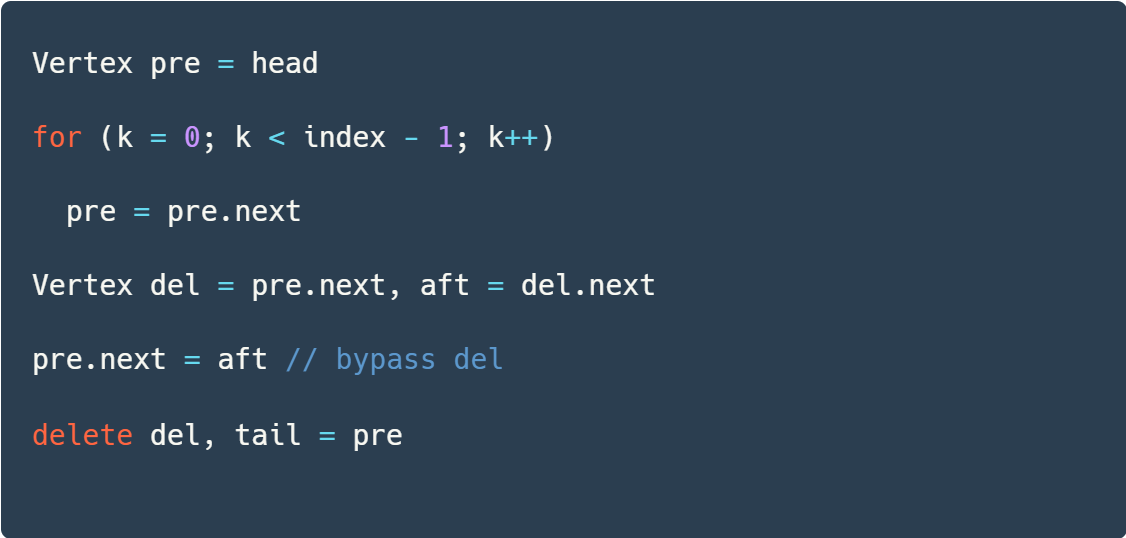 Vertex pre = head
for (k = 0; k < index - 1; k++)
  pre = pre.next
Vertex del = pre.next, aft = del.next
pre.next = aft // bypass del
delete del, tail = pre